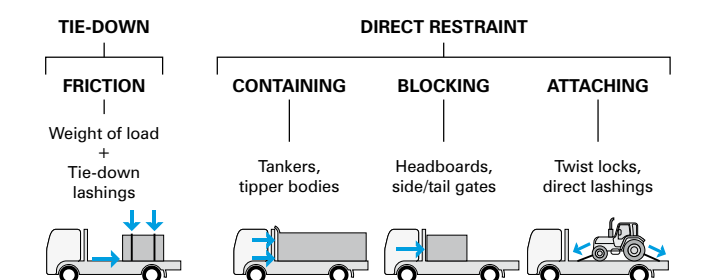 TIE-DOWN
DIRECT RESTRAINT
FRICTION
CONTAINING
BLOCKING
ATTACHING
Weight of load
+
Tie-down
lashings
Tankers,
tipper bodies
Headboards,
side/tail gates
Twist locks,
direct lashings